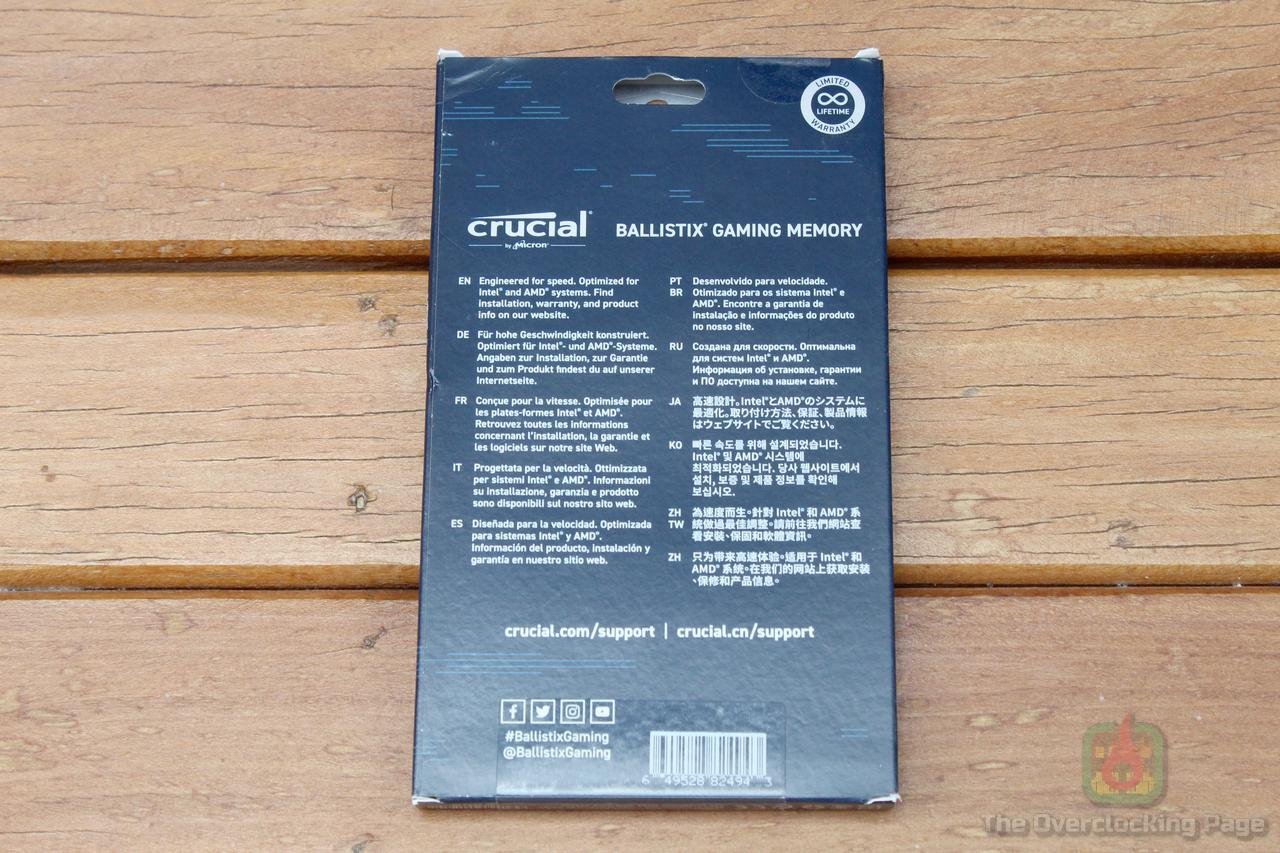 LIMITED
LIFETIME
WARRANTY
crucial®
by Micron®
BALLISTIX® GAMING MEMORY
EN Engineered for speed. Optimized for
Intel® and AMD® systems. Find
installation, warranty, and product
info on our website.
DE Für hohe Geschwindigkeit konstruiert.
Optimiert für Intel®- und AMD®-Systeme.
Angaben zur Installation, zur Garantie
und zum Produkt findest du auf unserer
Internetseite.
FR Conçue pour la vitesse. Optimisée pour
les plates-formes Intel® et AMD®.
Retrouvez toutes les informations
concernant l'installation, la garantie et
les logiciels sur notre site Web.
IT Progettata per la velocità. Ottimizzata
per sistemi Intel® e AMD®. Informazioni
su installazione, garanzia e prodotto
sono disponibili sul nostro sito web.
ES Diseñada para la velocidad. Optimizada
para sistemas Intel® y AMD®.
Información del producto, instalación y
garantía en nuestro sitio web.
PT Desenvolvido para velocidade.
BR Otimizado para os sistema Intel® e
AMD®. Encontre a garantia de
instalação e informações do produto
no nosso site.
RU Создана для скорости. Оптимальна
для систем Intel® и AMD®.
Информация об установке, гарантии
и ПО доступна на нашем сайте.
JA 高速設計。Intel®とAMD®のシステムに
最適化。取り付け方法、保証、製品情報
はウェブサイトでご覧ください。
KO 빠른 속도를 위해 설계되었습니다.
Intel® 및 AMD® 시스템에
최적화되었습니다. 당사 웹사이트에서
설치, 보증 및 제품 정보를 확인해
보십시오.
ZH 為速度而生。針對 Intel® 和 AMD® 系
TW 統做過最佳調整。請前往我們網站查
看安裝、保固和軟體資訊。
ZH 只为带来高速体验。适用于 Intel® 和
AMD® 系統。在我们的网站上获取安装
、保修和产品信息。
crucial.com/support | crucial.cn/support
#BallistixGaming
@BallistixGaming
6 49528 82494 3
The Overclocking Page